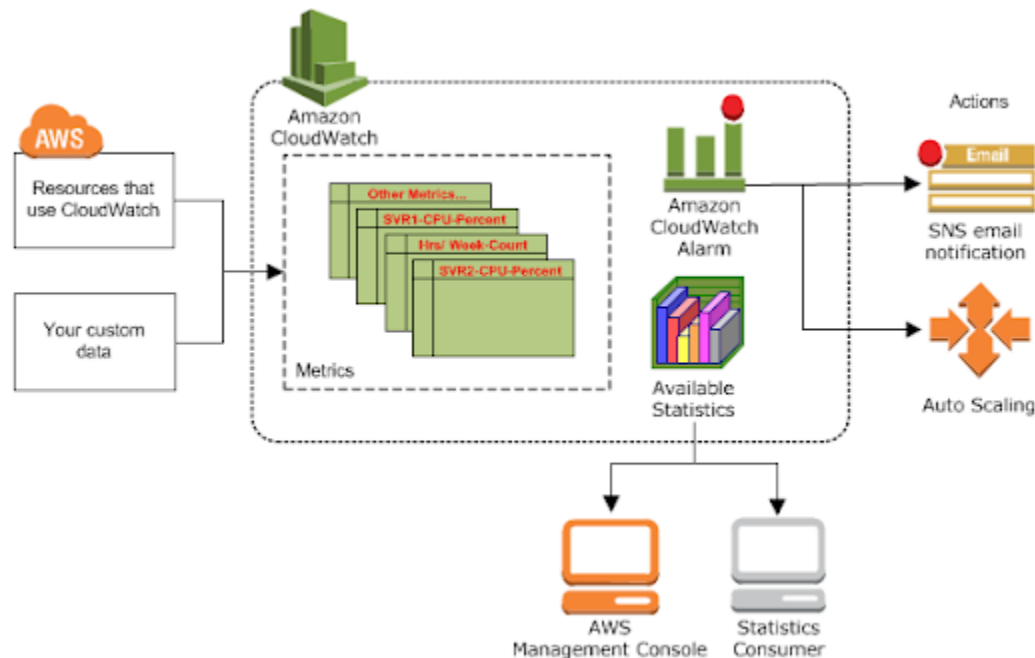 AWS
Resources that
use CloudWatch
Your custom
data
Amazon
CloudWatch
Other Metrics...
SVR1-CPU-Percent
Hrs/ Week-Count
SVR2-CPU-Percent
Metrics
Amazon
CloudWatch
Alarm
Available
Statistics
Actions
Email
SNS email
notification
Auto Scaling
AWS
Management Console
Statistics
Consumer